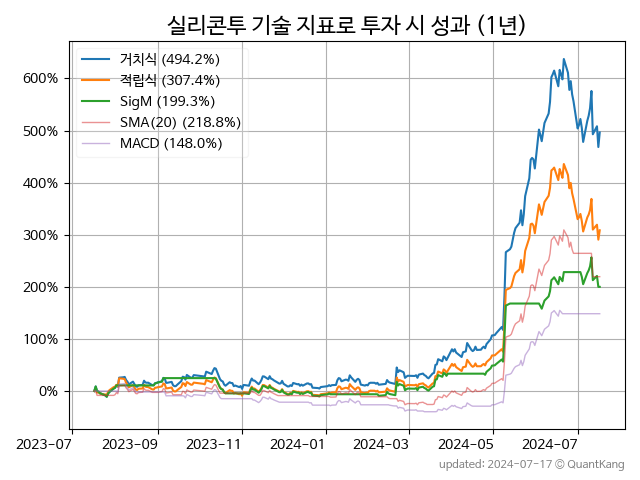 실리콘투 기술 지표로 투자 시 성과 (1년)
거치식 (494.2%)
적립식 (307.4%)
SigM (199.3%)
SMA(20) (218.8%)
MACD (148.0%)
600%
500%
400%
300%
200%
100%
0%
2023-07 2023-09 2023-11 2024-01 2024-03 2024-05 2024-07
updated: 2024-07-17 © QuantKang